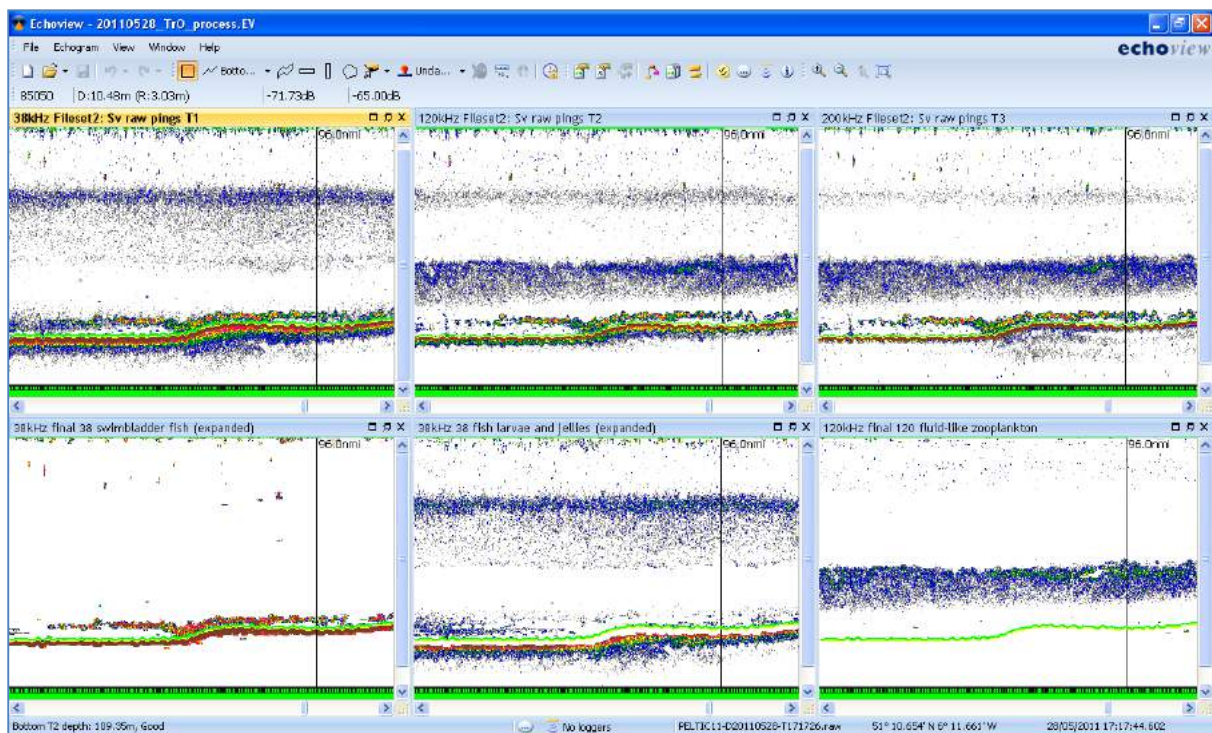 Echoview - 20110528_TrO_process.EV
File Echogram View Window Help
echoview
Botto... Unda...
85050 D:10.48m (R:3.03m) -71.73dB -65.00dB
38kHz Fileset2: Sv raw pings T1
120kHz Fileset2: Sv raw pings T2
200kHz Fileset2: Sv raw pings T3
96.0nmi
96.0nmi
96.0nmi
38kHz final 38 swimbladder fish (expanded)
38kHz 38 fish larvae and jellies (expanded)
120kHz final 120 fluid-like zooplankton
96.0nmi
96.0nmi
96.0nmi
Bottom T2 depth: 109.35m, Good No loggers PELTIC11-D20110528-T171726.raw 51° 10.654' N 6° 11.661' W 28/05/2011 17:17:44.602